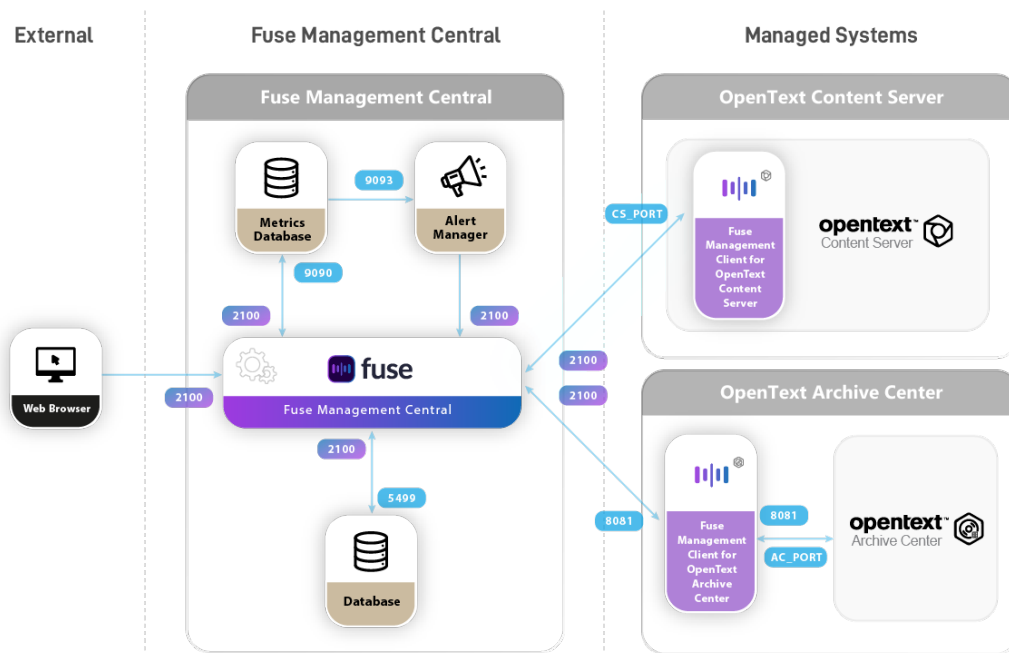 External
Fuse Management Central
Managed Systems
Fuse Management Central
OpenText Content Server
9093
Metrics
Database
Alert
Manager
9090
2100
2100
CS_PORT
Fuse
Management
Client for
OpenText
Content
Server
opentext™
Content Server
Web Browser
2100
fuse
Fuse Management Central
2100
2100
2100
5499
Database
OpenText Archive Center
8081
Fuse
Management
Client for
OpenText
Archive
Center
8081
AC_PORT
opentext™
Archive Center